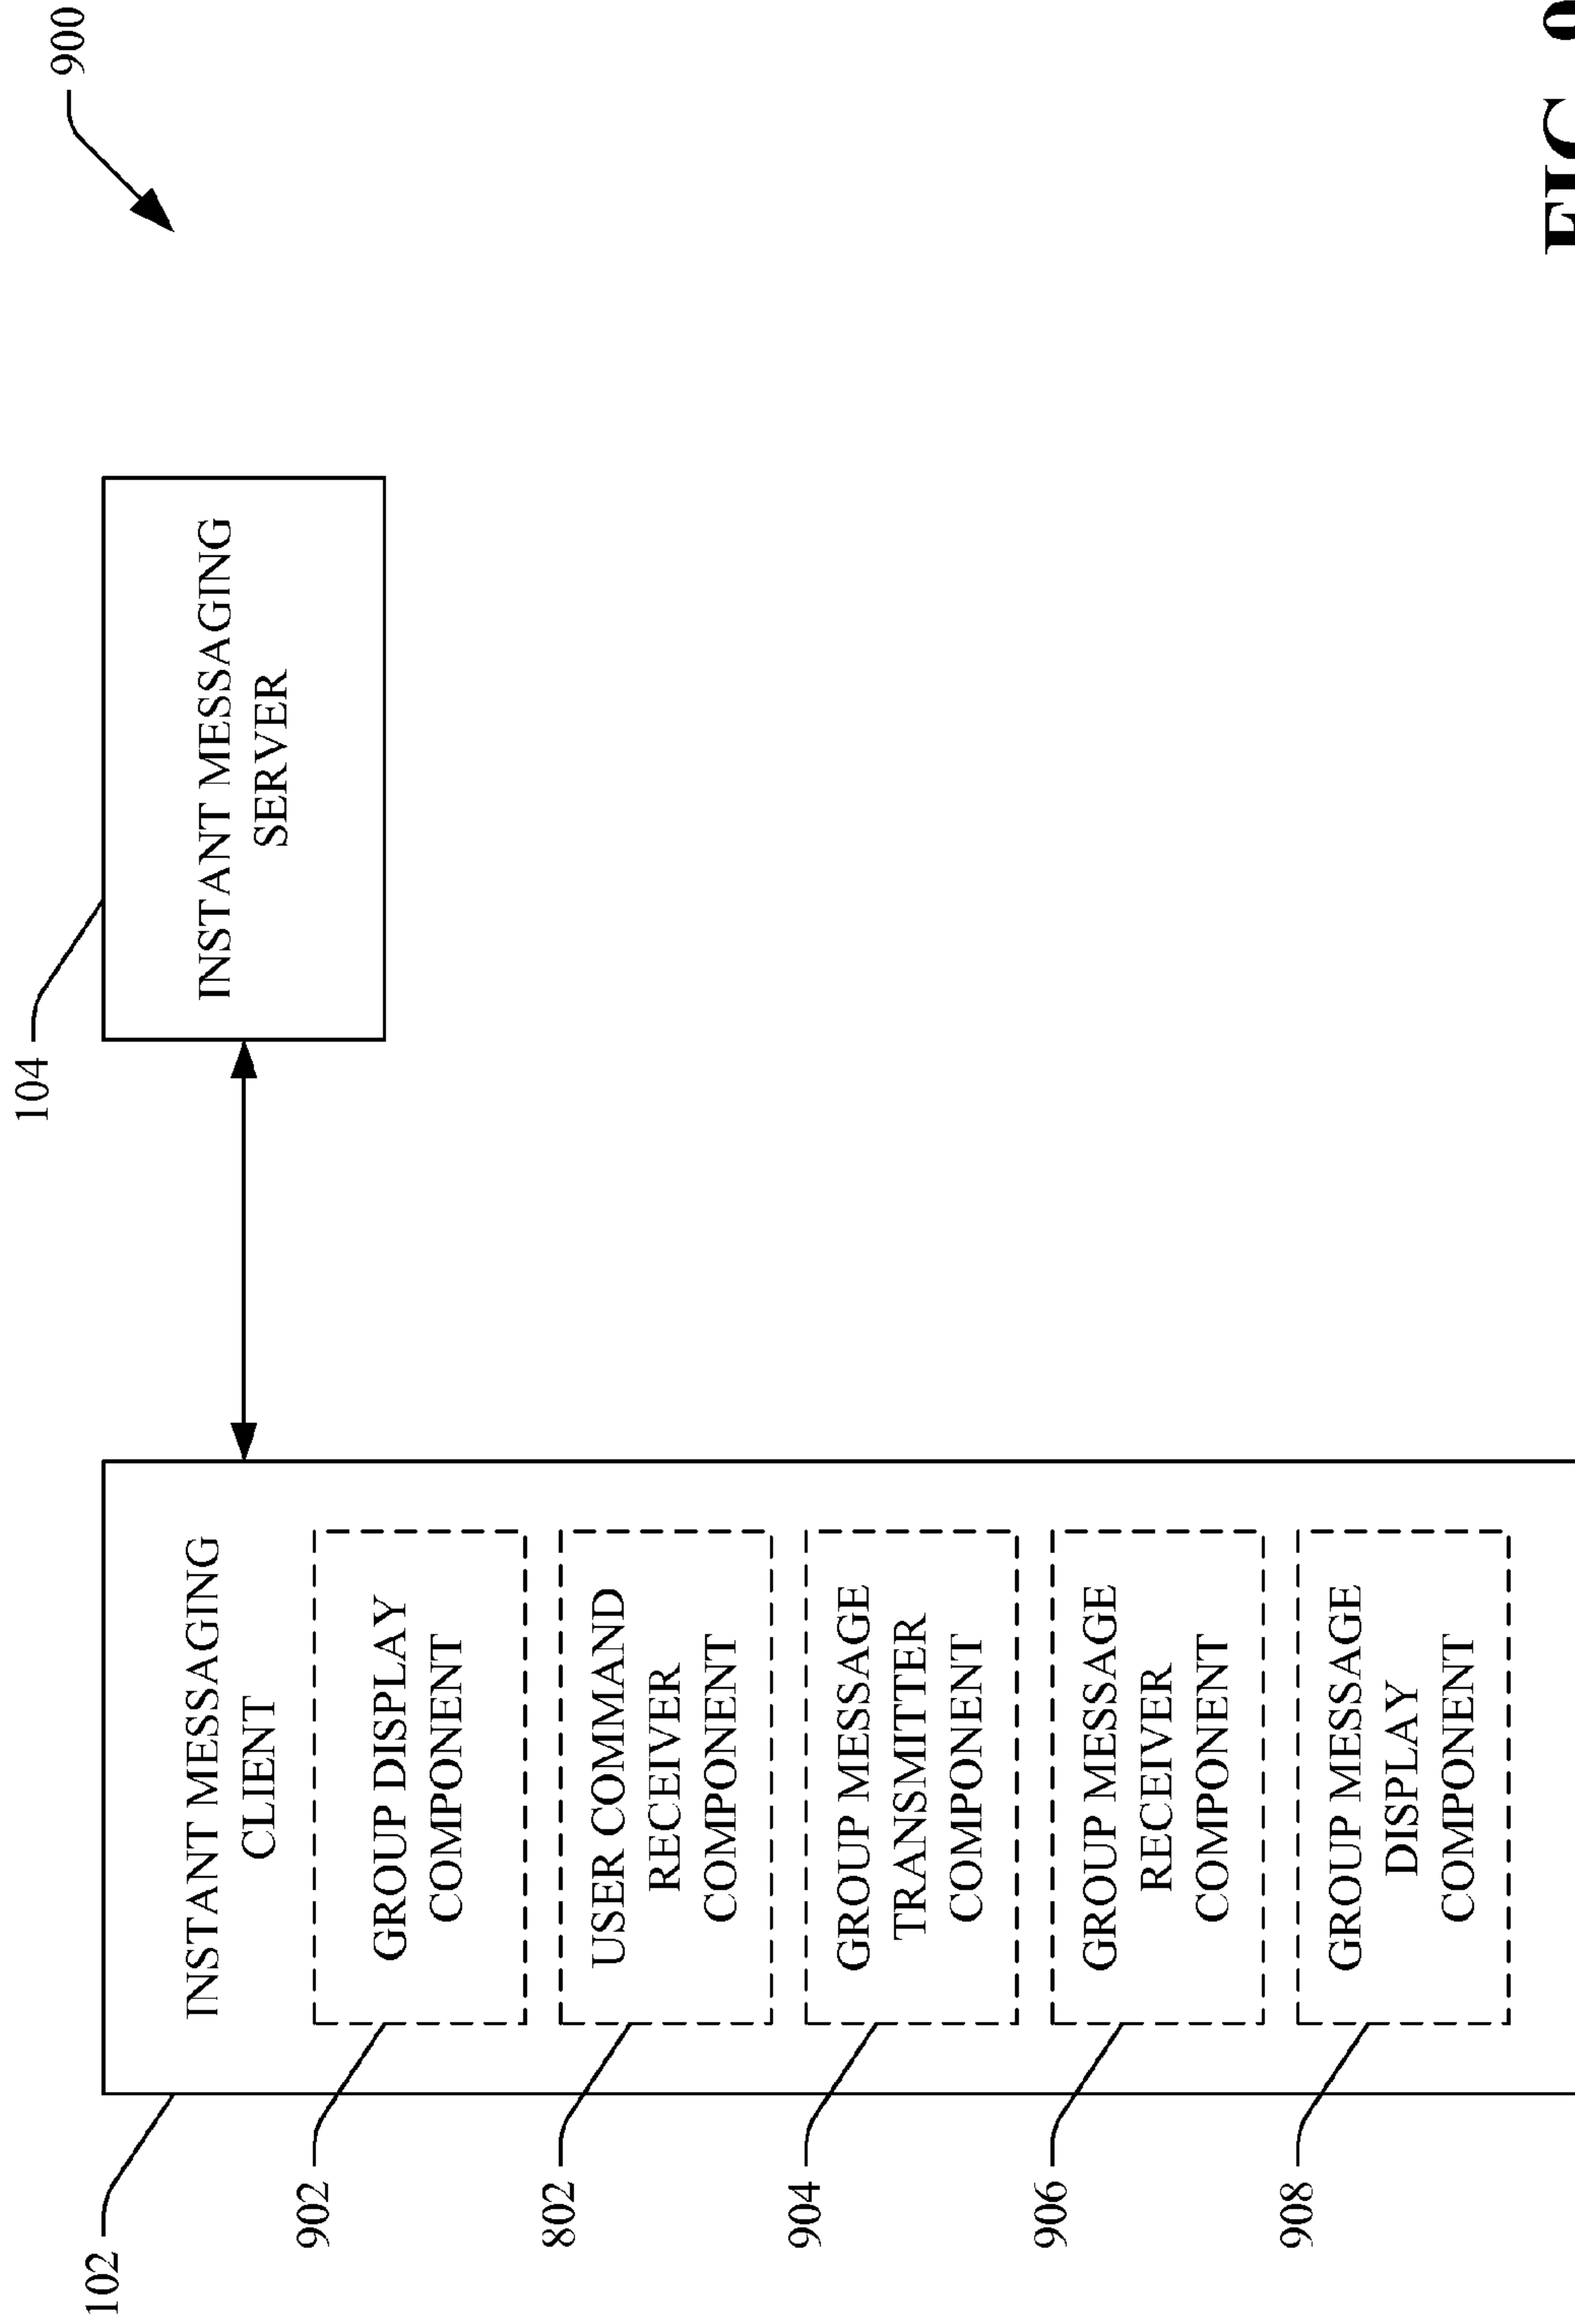 104
900
102
INSTANT MESSAGING
CLIENT
INSTANT MESSAGING
SERVER
902
GROUP DISPLAY
COMPONENT
802
USER COMMAND
RECEIVER
COMPONENT
904
GROUP MESSAGE
TRANSMITTER
COMPONENT
906
GROUP MESSAGE
RECEIVER
COMPONENT
908
GROUP MESSAGE
DISPLAY
COMPONENT